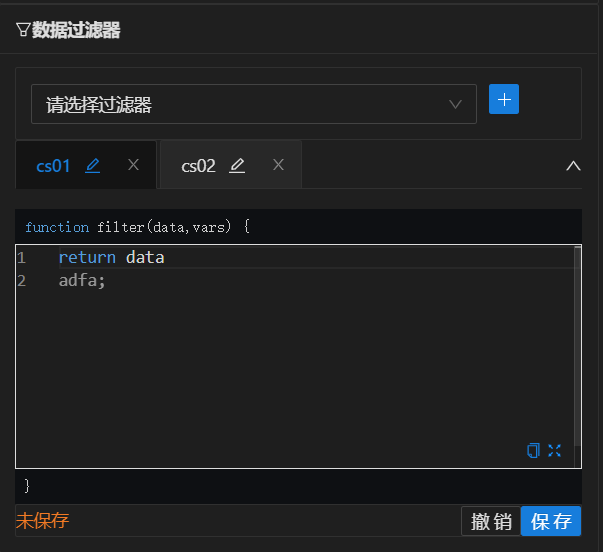 数据过滤器
请选择过滤器
cs01 X cs02 X
function filter(data,vars) {
1 return data
2 adfa;
}
未保存 撤销 保存